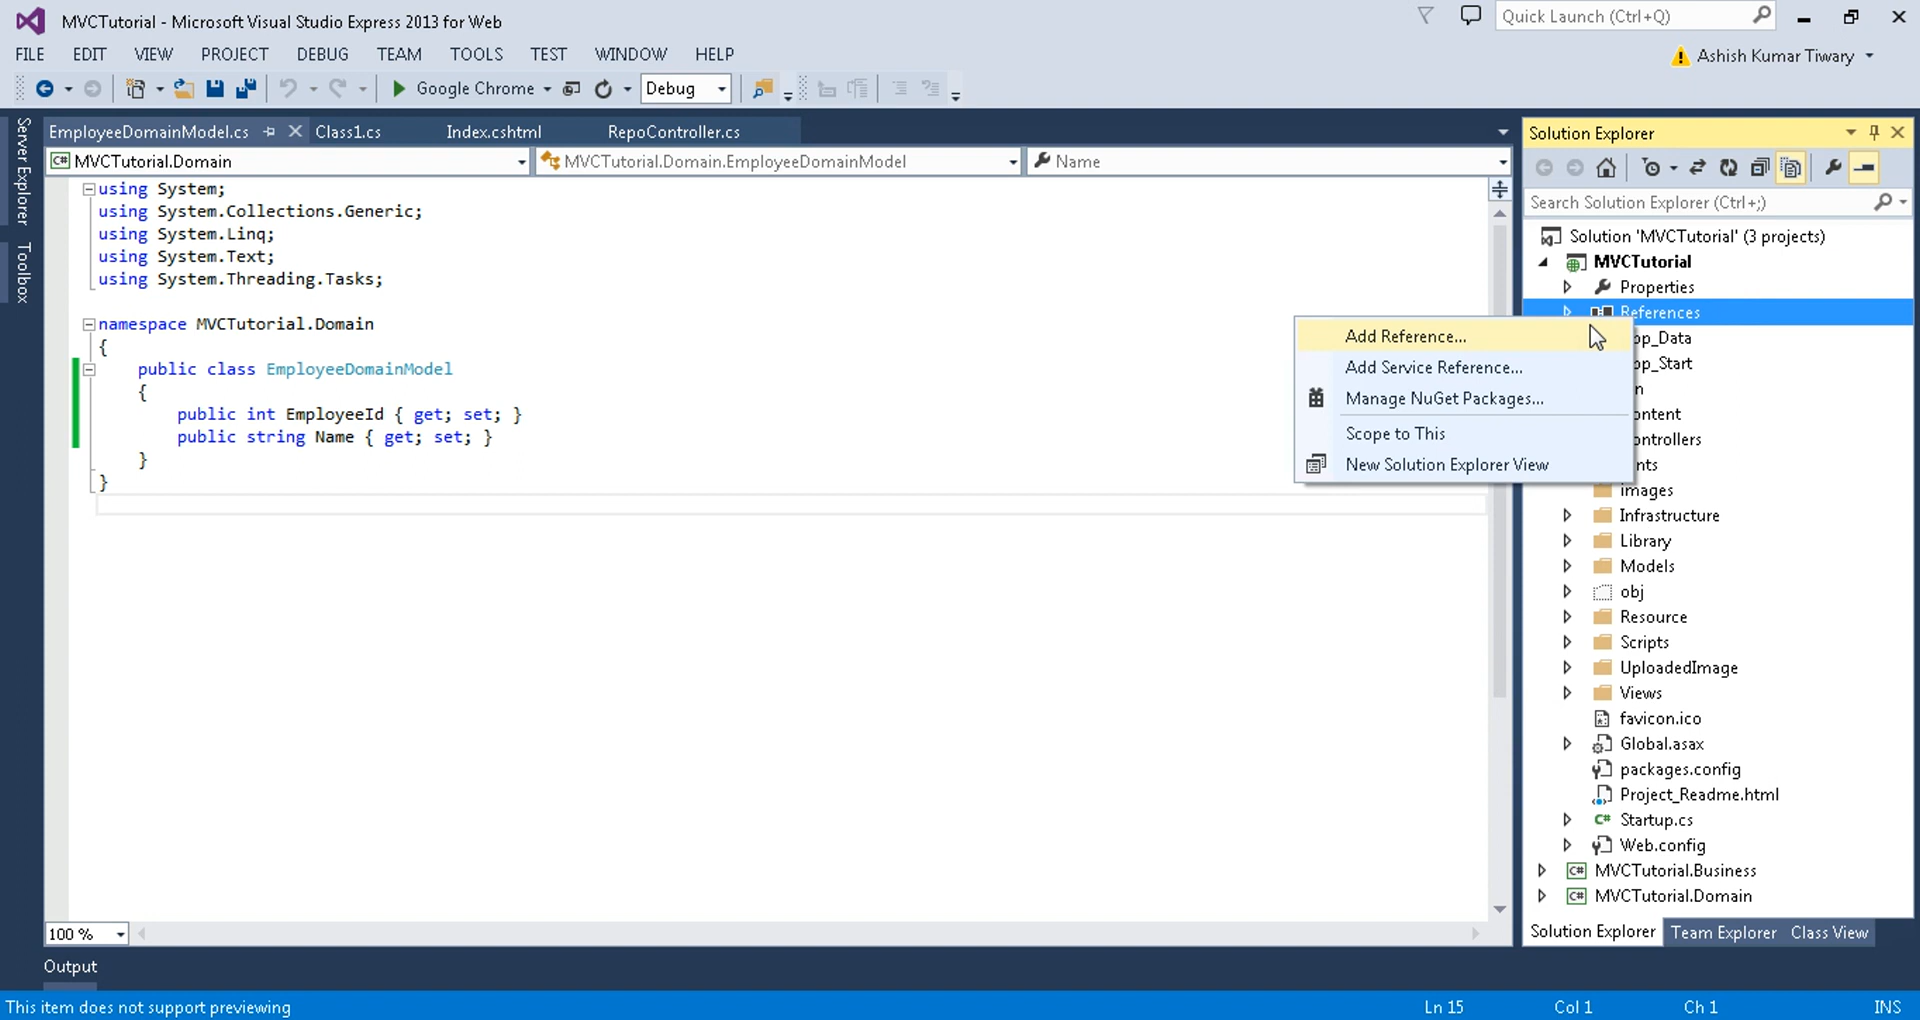 MVCTutorial - Microsoft Visual Studio Express 2013 for Web
Quick Launch (Ctrl+Q)
FILE EDIT VIEW PROJECT DEBUG TEAM TOOLS TEST WINDOW HELP
Ashish Kumar Tiwary
Google Chrome
Debug
Server Explorer
Toolbox
EmployeeDomainModel.cs Class1.cs Index.cshtml RepoController.cs
MVCTutorial.Domain MVCTutorial.Domain.EmployeeDomainModel Name
using System;
using System.Collections.Generic;
using System.Linq;
using System.Text;
using System.Threading.Tasks;
namespace MVCTutorial.Domain
{
public class EmployeeDomainModel
{
public int EmployeeId { get; set; }
public string Name { get; set; }
}
}
Add Reference...
Add Service Reference...
Manage NuGet Packages...
Scope to This
New Solution Explorer View
Solution Explorer
Search Solution Explorer (Ctrl+;)
Solution 'MVCTutorial' (3 projects)
MVCTutorial
Properties
References
pp_Data
pp_Start
n
ontent
ontrollers
nts
images
Infrastructure
Library
Models
obj
Resource
Scripts
UploadedImage
Views
favicon.ico
Global.asax
packages.config
Project_Readme.html
C# Startup.cs
Web.config
C# MVCTutorial.Business
C# MVCTutorial.Domain
Solution Explorer Team Explorer Class View
100 %
Output
This item does not support previewing
Ln 15 Col 1 Ch 1 INS